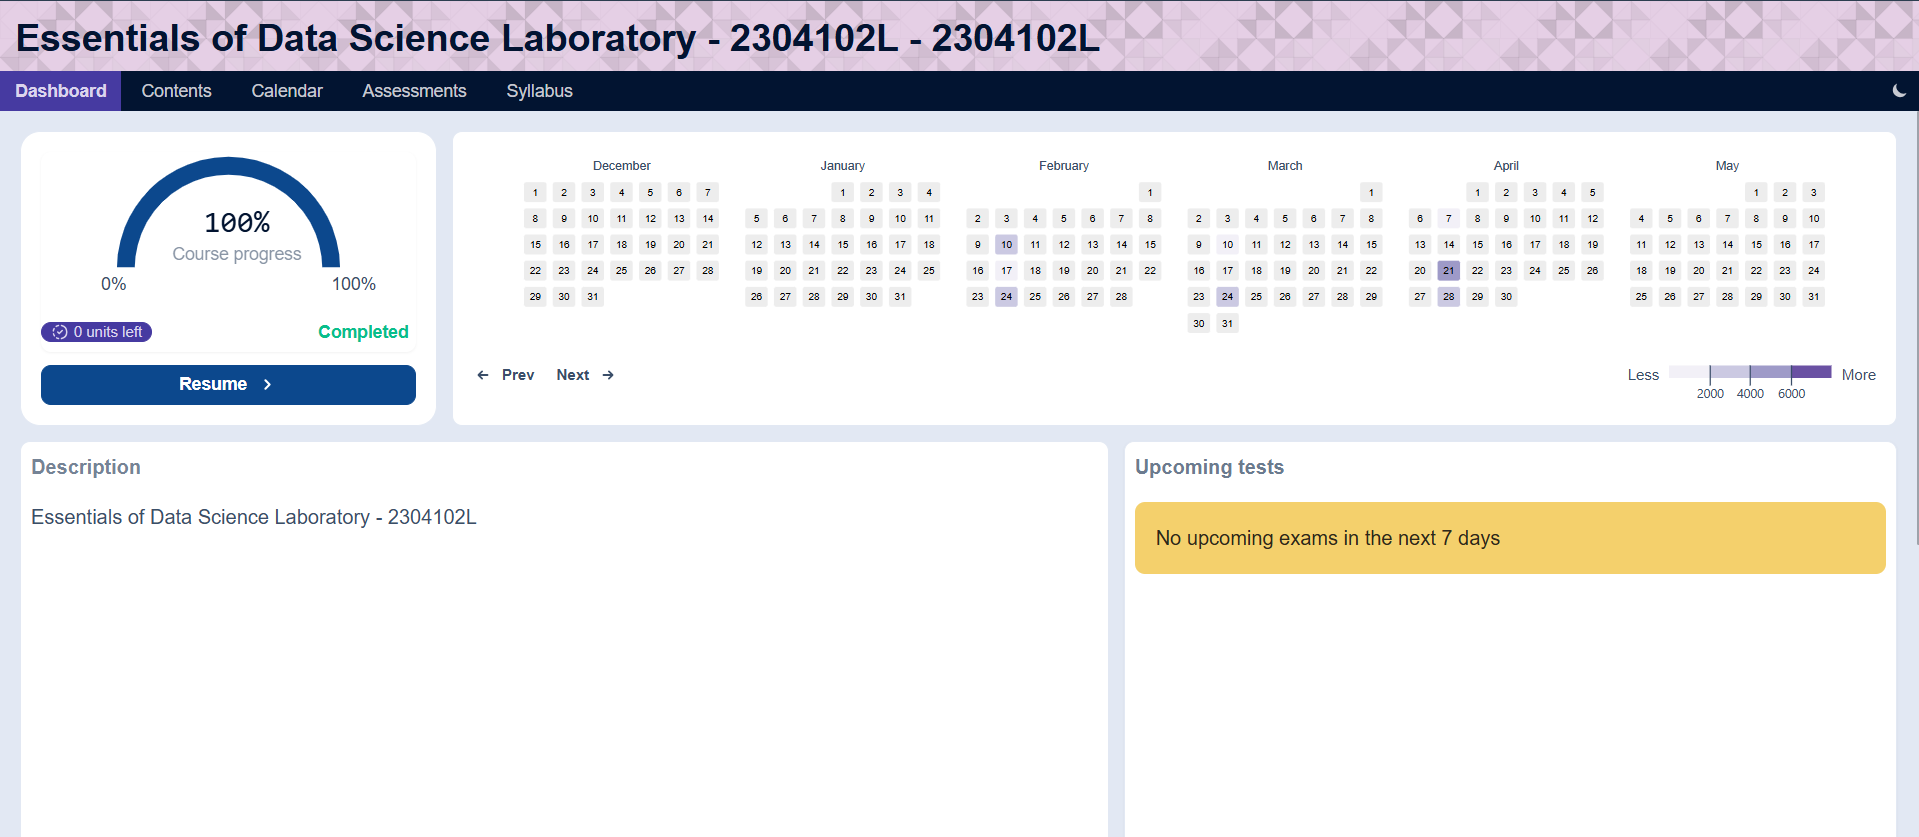 Essentials of Data Science Laboratory - 2304102L - 2304102L
Dashboard Contents Calendar Assessments Syllabus
100%
Course progress
0% 100%
0 units left Completed
Resume
December
1 2 3 4 5 6 7
8 9 10 11 12 13 14
15 16 17 18 19 20 21
22 23 24 25 26 27 28
29 30 31
January
1 2 3 4
5 6 7 8 9 10 11
12 13 14 15 16 17 18
19 20 21 22 23 24 25
26 27 28 29 30 31
February
1
2 3 4 5 6 7 8
9 10 11 12 13 14 15
16 17 18 19 20 21 22
23 24 25 26 27 28
March
1
2 3 4 5 6 7 8
9 10 11 12 13 14 15
16 17 18 19 20 21 22
23 24 25 26 27 28 29
30 31
April
1 2 3 4 5
6 7 8 9 10 11 12
13 14 15 16 17 18 19
20 21 22 23 24 25 26
27 28 29 30
May
1 2 3
4 5 6 7 8 9 10
11 12 13 14 15 16 17
18 19 20 21 22 23 24
25 26 27 28 29 30 31
Prev Next
Less More
2000 4000 6000
Description
Essentials of Data Science Laboratory - 2304102L
Upcoming tests
No upcoming exams in the next 7 days